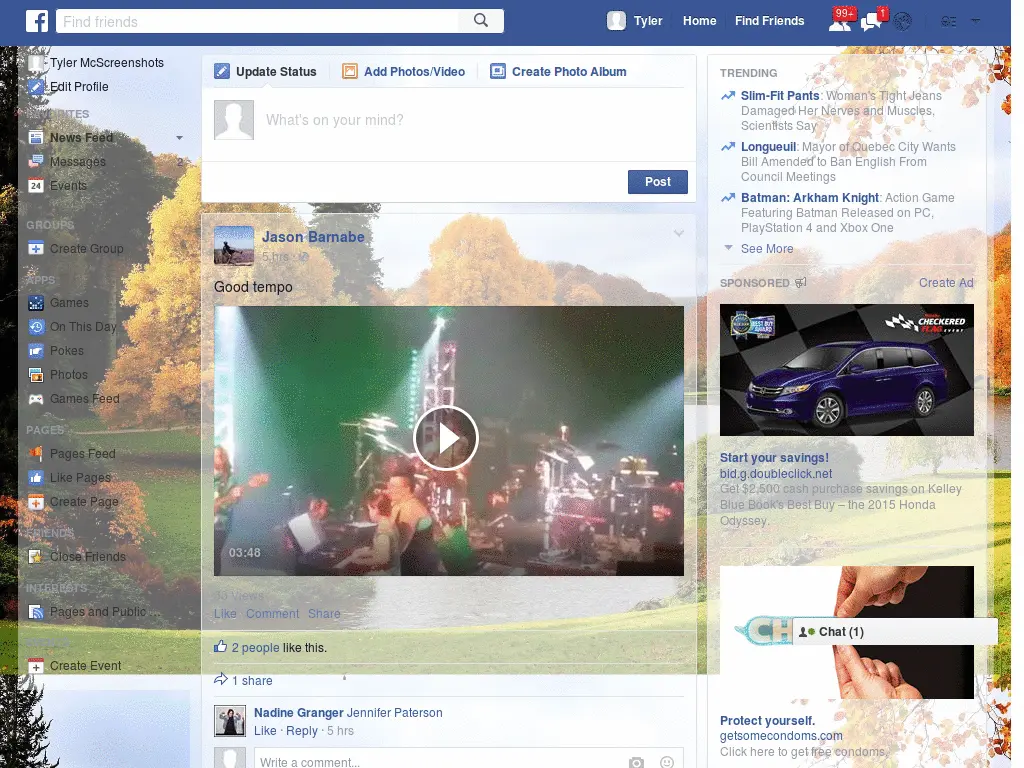 Find friends
Tyler
Home
Find Friends
99+
1
Tyler McScreenshots
Edit Profile
FAVORITES
News Feed
Messages
2
24
Events
GROUPS
Create Group
APPS
Games
On This Day
Pokes
Photos
Games Feed
PAGES
Pages Feed
Like Pages
Create Page
FRIENDS
Close Friends
INTERESTS
Pages and Public ...
Create Event
Update Status
Add Photos/Video
Create Photo Album
What's on your mind?
Post
Jason Barnabe
5 hrs ·
Good tempo
03:48
33 Views
Like Comment Share
2 people like this.
1 share
Nadine Granger Jennifer Paterson
Like · Reply · 5 hrs
Write a comment...
TRENDING
Slim-Fit Pants: Woman's Tight Jeans
Damaged Her Nerves and Muscles,
Scientists Say
Longueuil: Mayor of Quebec City Wants
Bill Amended to Ban English From
Council Meetings
Batman: Arkham Knight: Action Game
Featuring Batman Released on PC,
PlayStation 4 and Xbox One
See More
SPONSORED
Create Ad
BEST BUY
AWARD
CHECKERED
FLAG EVENT
Start your savings!
bid.g.doubleclick.net
Get $2,500 cash purchase savings on Kelley
Blue Book's Best Buy – the 2015 Honda
Odyssey.
CH
Chat (1)
Protect yourself.
getsomecondoms.com
Click here to get free condoms.